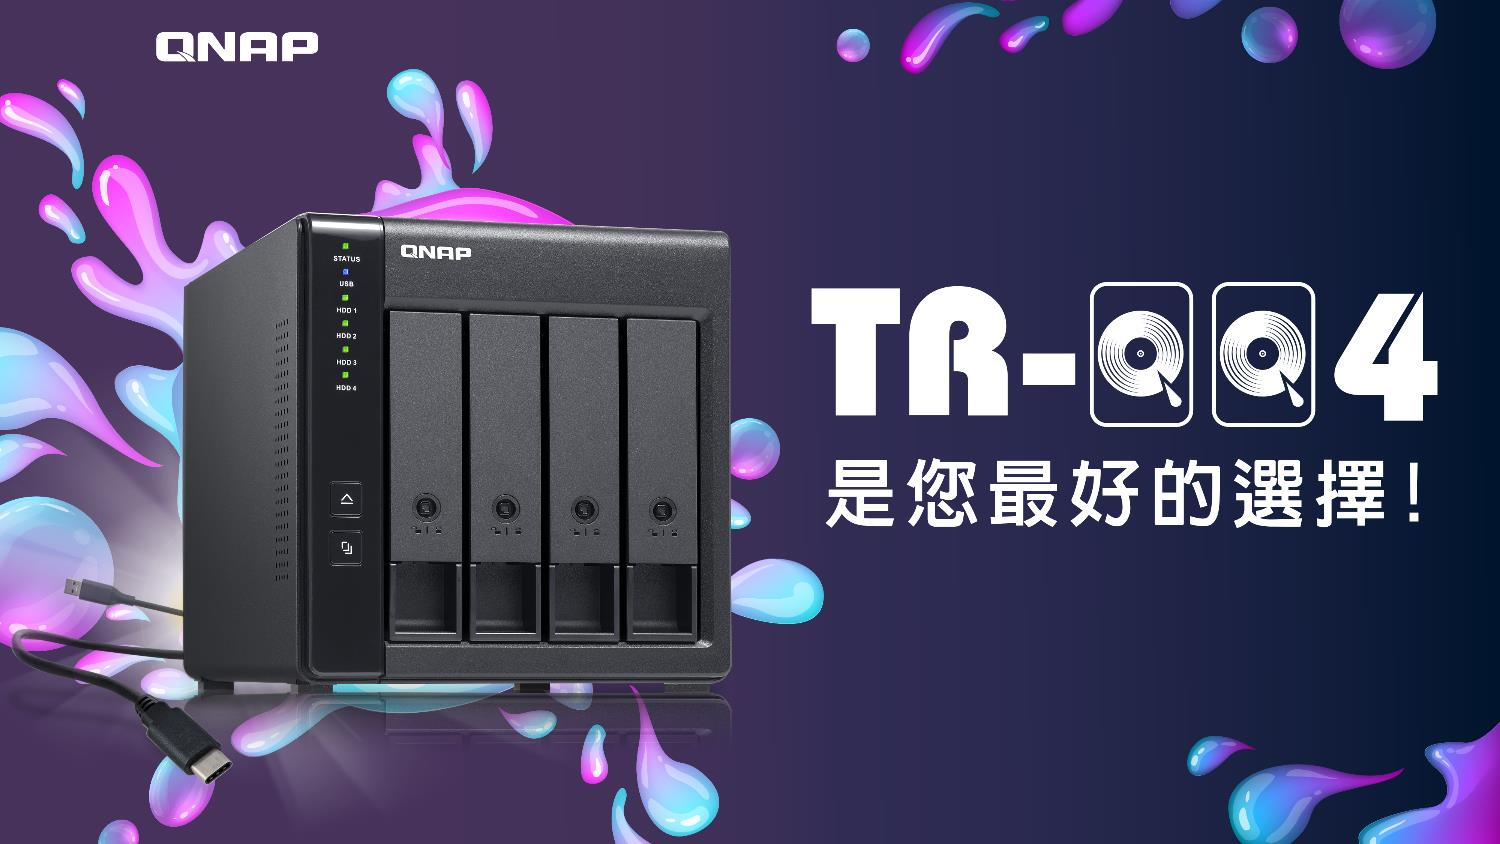 QNAP
QNAP
STATUS
USB
HDD 1
HDD 2
HDD 3
HDD 4
TR-004
是您最好的選擇!